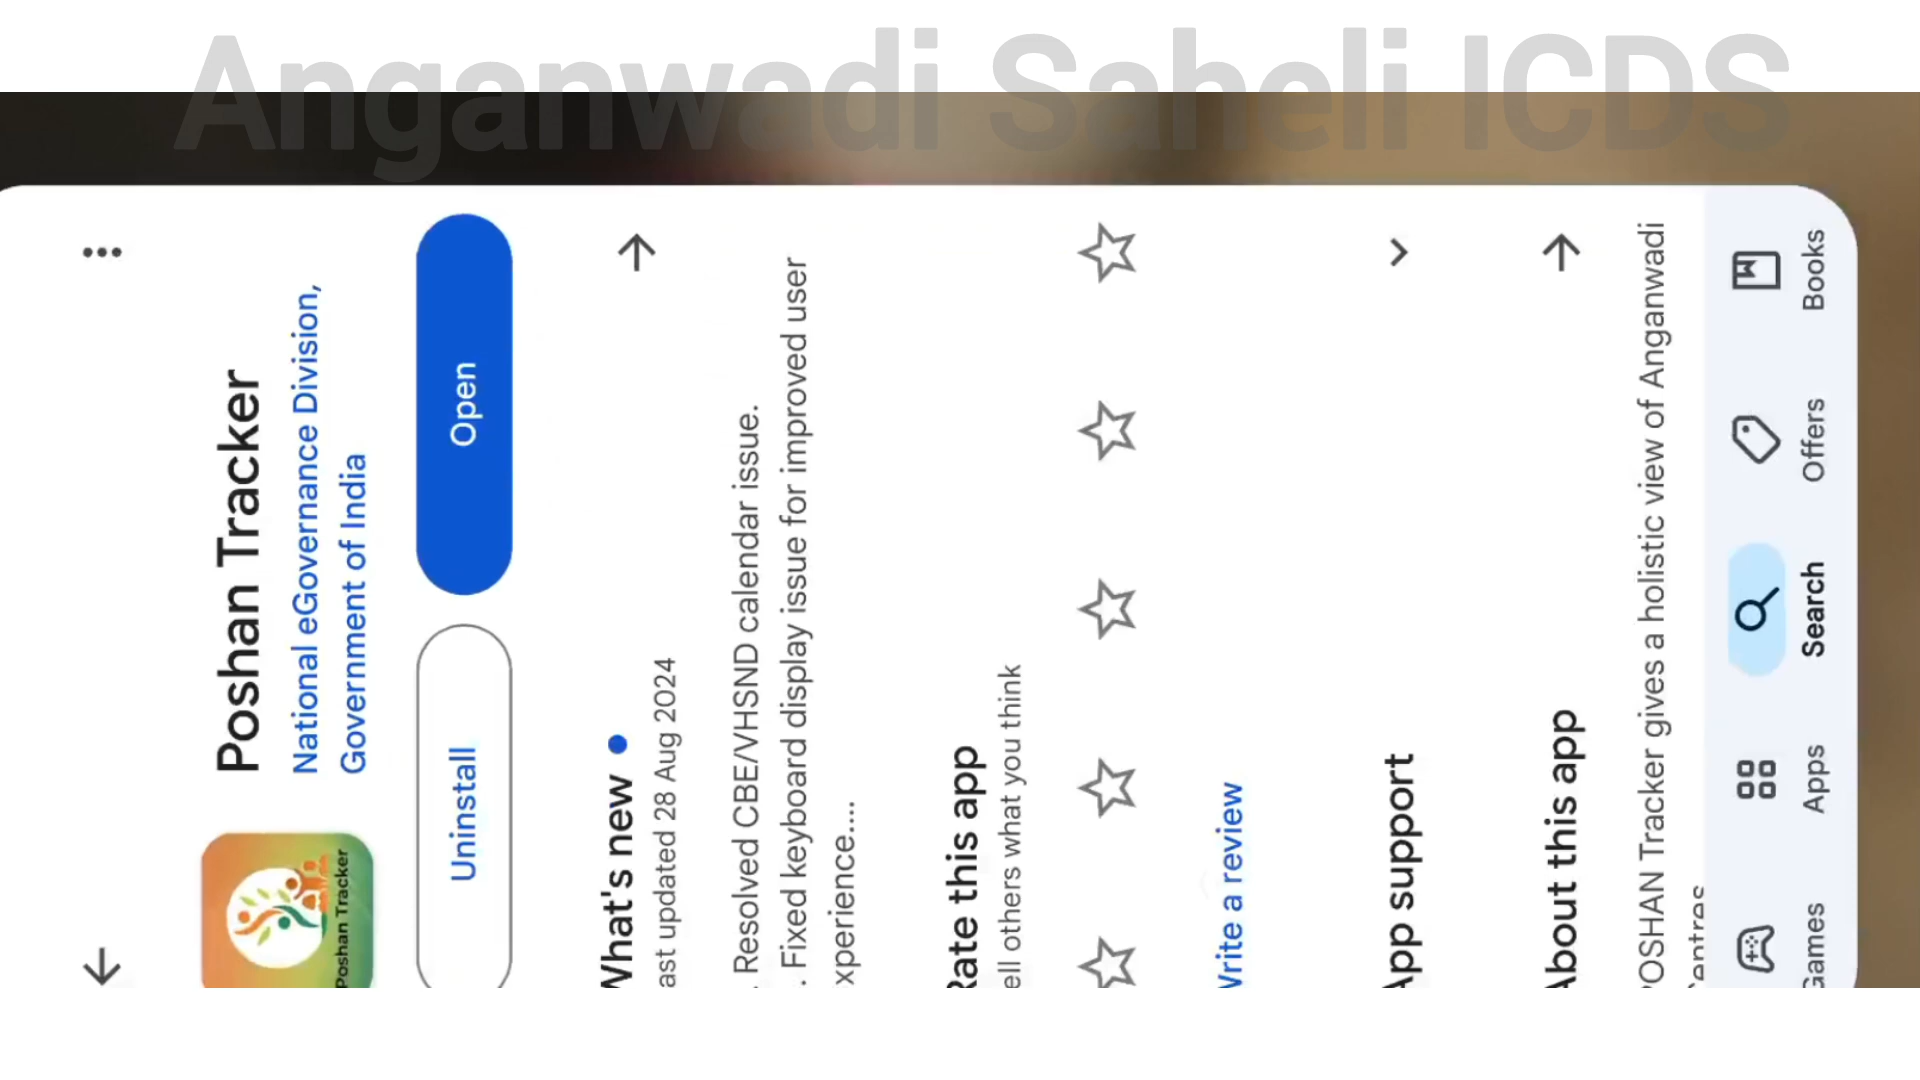 Anganwadi Saheli ICDS
Poshan Tracker
National eGovernance Division,
Government of India
Poshan Tracker
Uninstall
Open
What's new
ast updated 28 Aug 2024
. Resolved CBE/VHSND calendar issue.
. Fixed keyboard display issue for improved user
xperience....
Rate this app
ell others what you think
Write a review
App support
About this app
POSHAN Tracker gives a holistic view of Anganwadi
Centres
Games
Apps
Search
Offers
Books